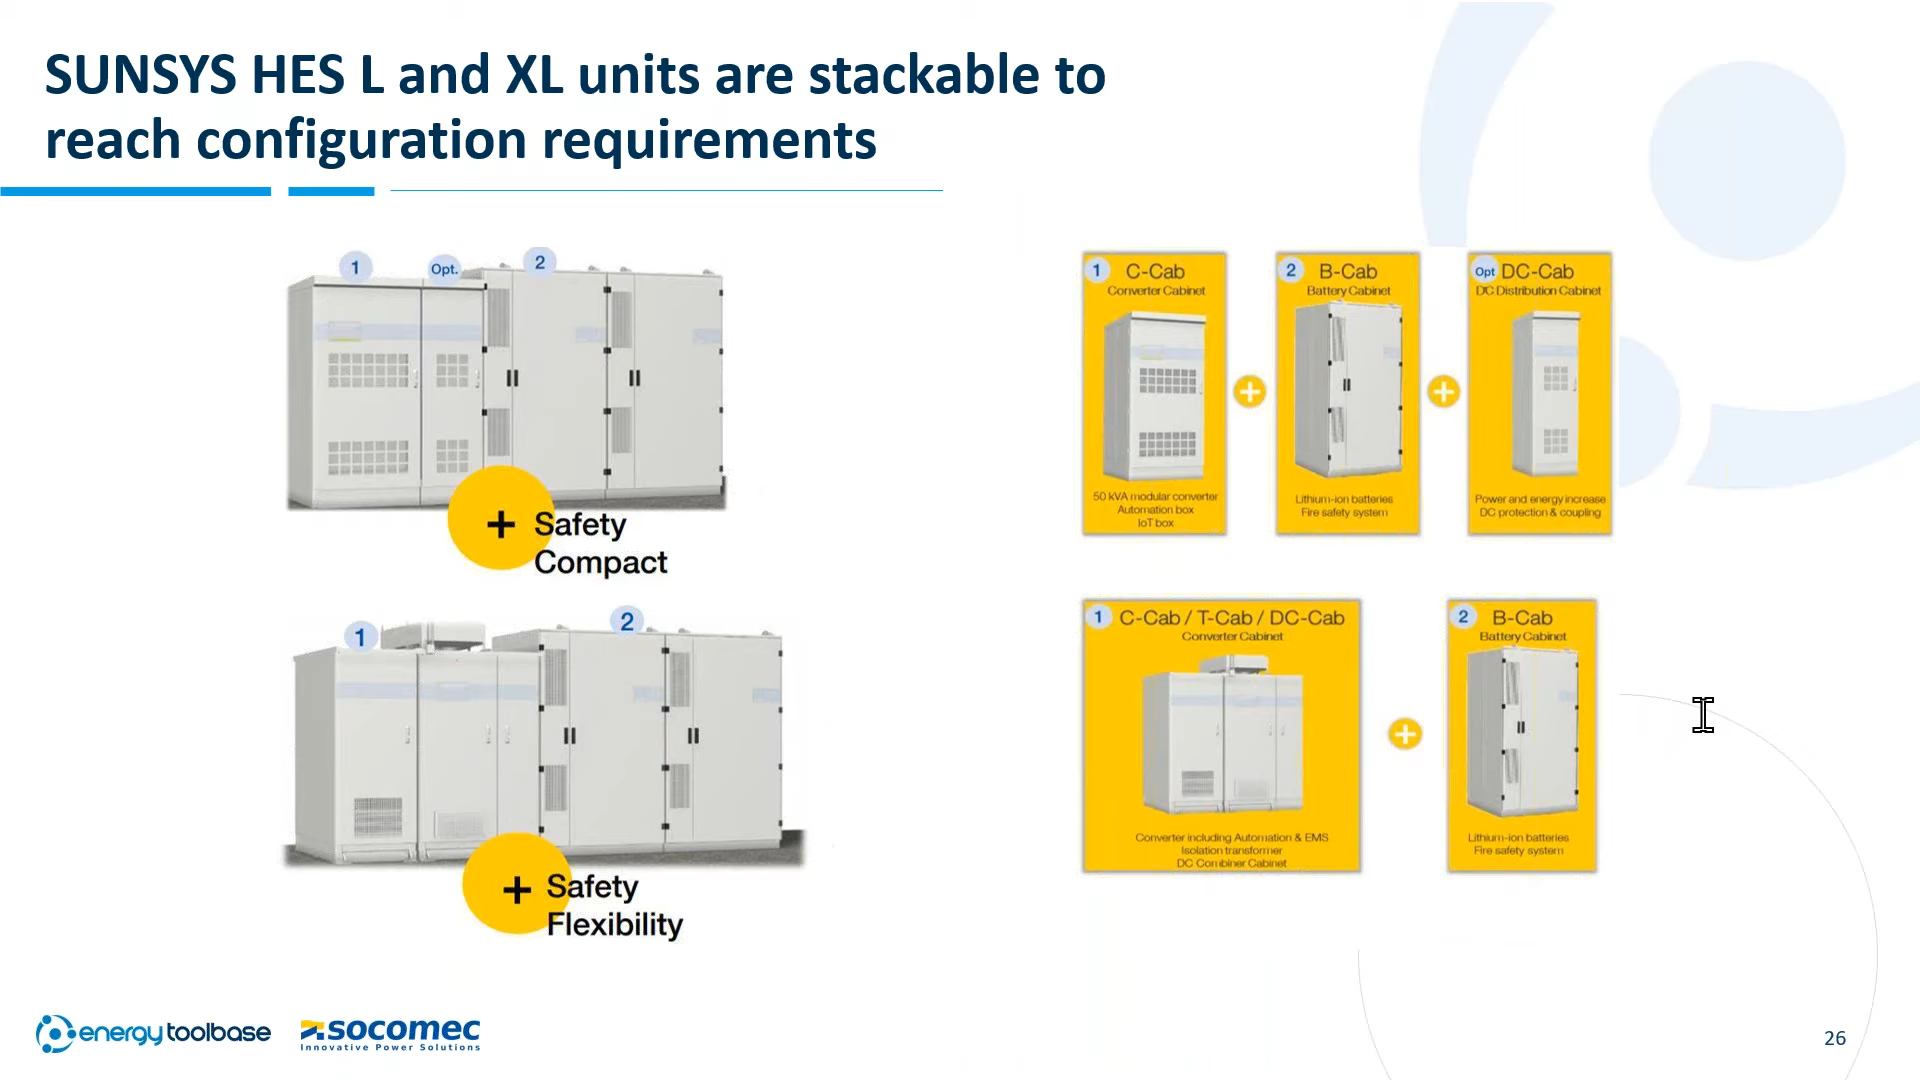 SUNSYS HES L and XL units are stackable to
reach configuration requirements
1
Opt.
2
+ Safety
Compact
1 C-Cab
Converter Cabinet
50 kVA modular converter
Automation box
IoT box
+
2 B-Cab
Battery Cabinet
Lithium-ion batteries
Fire safety system
+
Opt DC-Cab
DC Distribution Cabinet
Power and energy increase
DC protection & coupling
1
2
+ Safety
Flexibility
1 C-Cab / T-Cab / DC-Cab
Converter Cabinet
Converter including Automation & EMS
Isolation transformer
DC Combiner Cabinet
+
2 B-Cab
Battery Cabinet
Lithium-ion batteries
Fire safety system
energy toolbase
socomec
Innovative Power Solutions
26